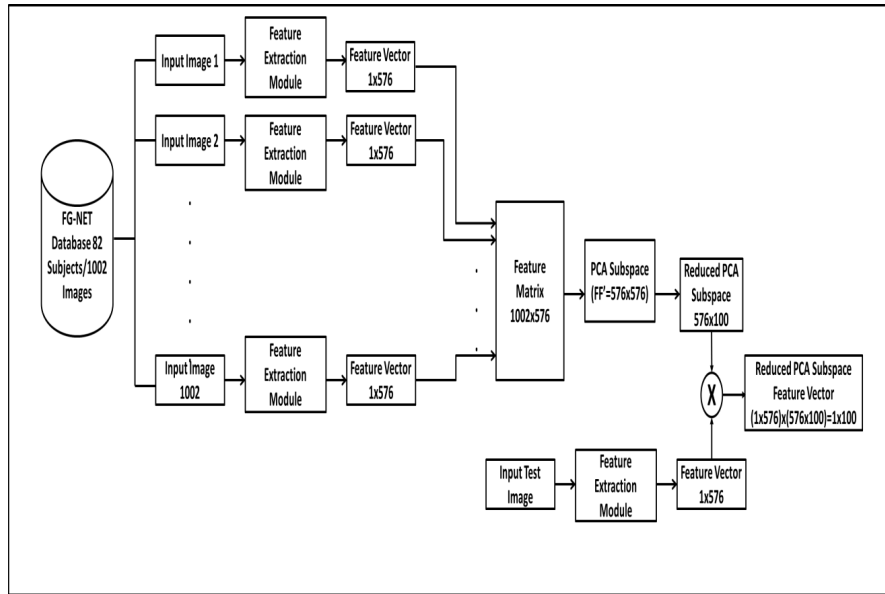 Input Image 1
Feature
Extraction
Module
Feature Vector
1x576
Input Image 2
Feature
Extraction
Module
Feature Vector
1x576
FG-NET
Database 82
Subjects/1002
Images
Feature
Matrix
1002x576
PCA Subspace
(FF'=576x576)
Reduced PCA
Subspace
576x100
Input Image
1002
Feature
Extraction
Module
Feature Vector
1x576
X
Reduced PCA Subspace
Feature Vector
(1x576)x(576x100)=1x100
Input Test
Image
Feature
Extraction
Module
Feature Vector
1x576